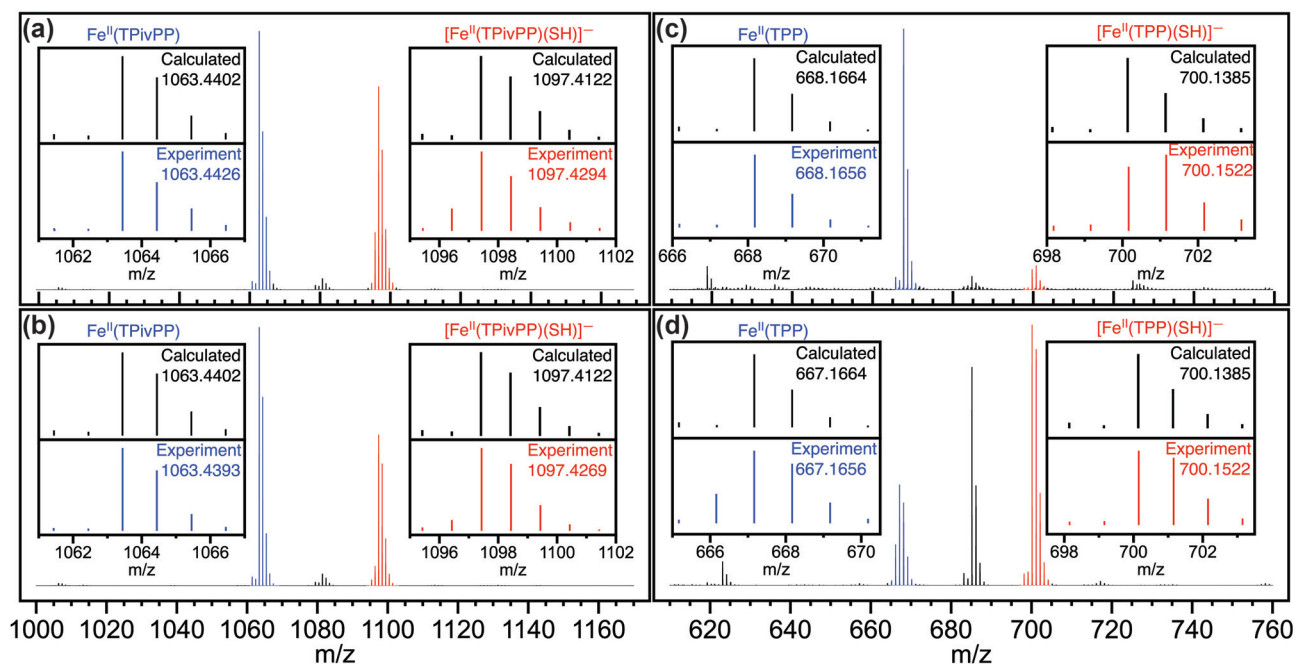 (a)
Fe^II(TPivPP)
[Fe^II(TPivPP)(SH)]^—
Calculated
1063.4402
Experiment
1063.4426
1062 1064 1066
m/z
Calculated
1097.4122
Experiment
1097.4294
1096 1098 1100 1102
m/z
(c)
Fe^II(TPP)
[Fe^II(TPP)(SH)]^—
Calculated
668.1664
Experiment
668.1656
666 668 670
m/z
Calculated
700.1385
Experiment
700.1522
698 700 702
m/z
(b)
Fe^II(TPivPP)
[Fe^II(TPivPP)(SH)]^—
Calculated
1063.4402
Experiment
1063.4393
1062 1064 1066
m/z
Calculated
1097.4122
Experiment
1097.4269
1096 1098 1100 1102
m/z
(d)
Fe^II(TPP)
[Fe^II(TPP)(SH)]^—
Calculated
667.1664
Experiment
667.1656
666 668 670
m/z
Calculated
700.1385
Experiment
700.1522
698 700 702
m/z
1000 1020 1040 1060 1080 1100 1120 1140 1160
m/z
620 640 660 680 700 720 740 760
m/z